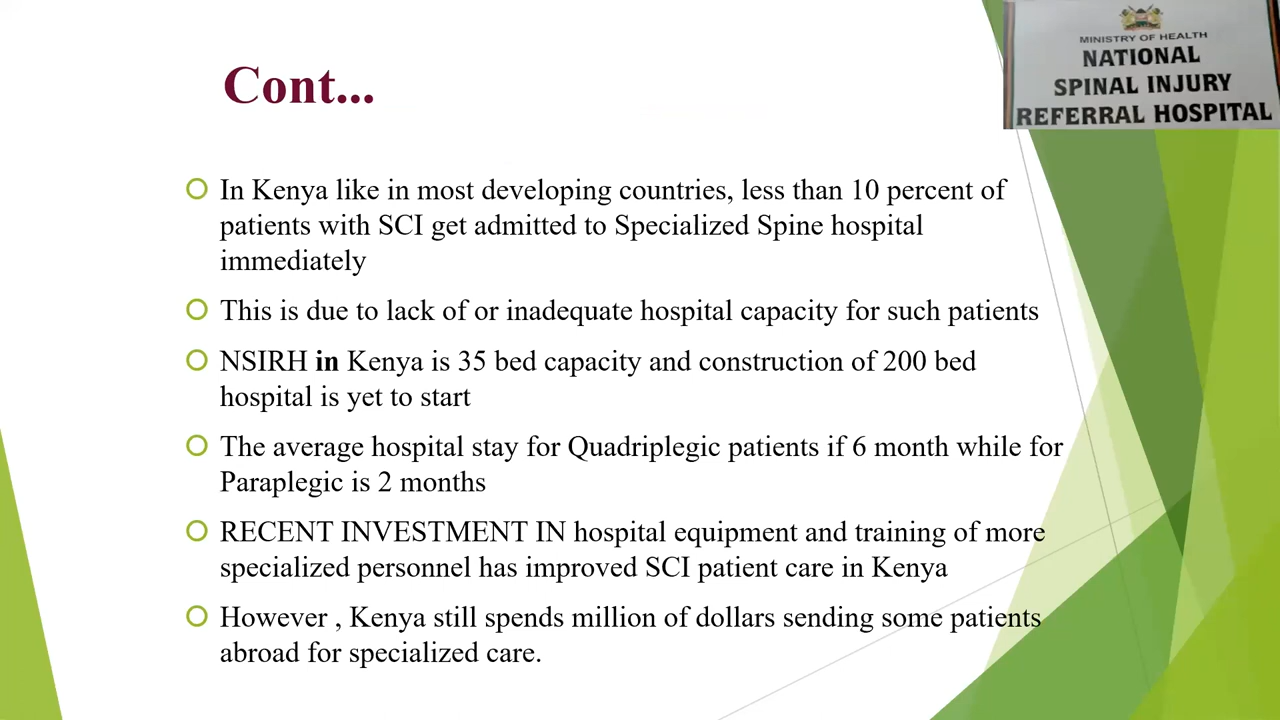 MINISTRY OF HEALTH
NATIONAL
SPINAL INJURY
REFERRAL HOSPITAL
Cont...
In Kenya like in most developing countries, less than 10 percent of
patients with SCI get admitted to Specialized Spine hospital
immediately
This is due to lack of or inadequate hospital capacity for such patients
NSIRH in Kenya is 35 bed capacity and construction of 200 bed
hospital is yet to start
The average hospital stay for Quadriplegic patients if 6 month while for
Paraplegic is 2 months
RECENT INVESTMENT IN hospital equipment and training of more
specialized personnel has improved SCI patient care in Kenya
However , Kenya still spends million of dollars sending some patients
abroad for specialized care.